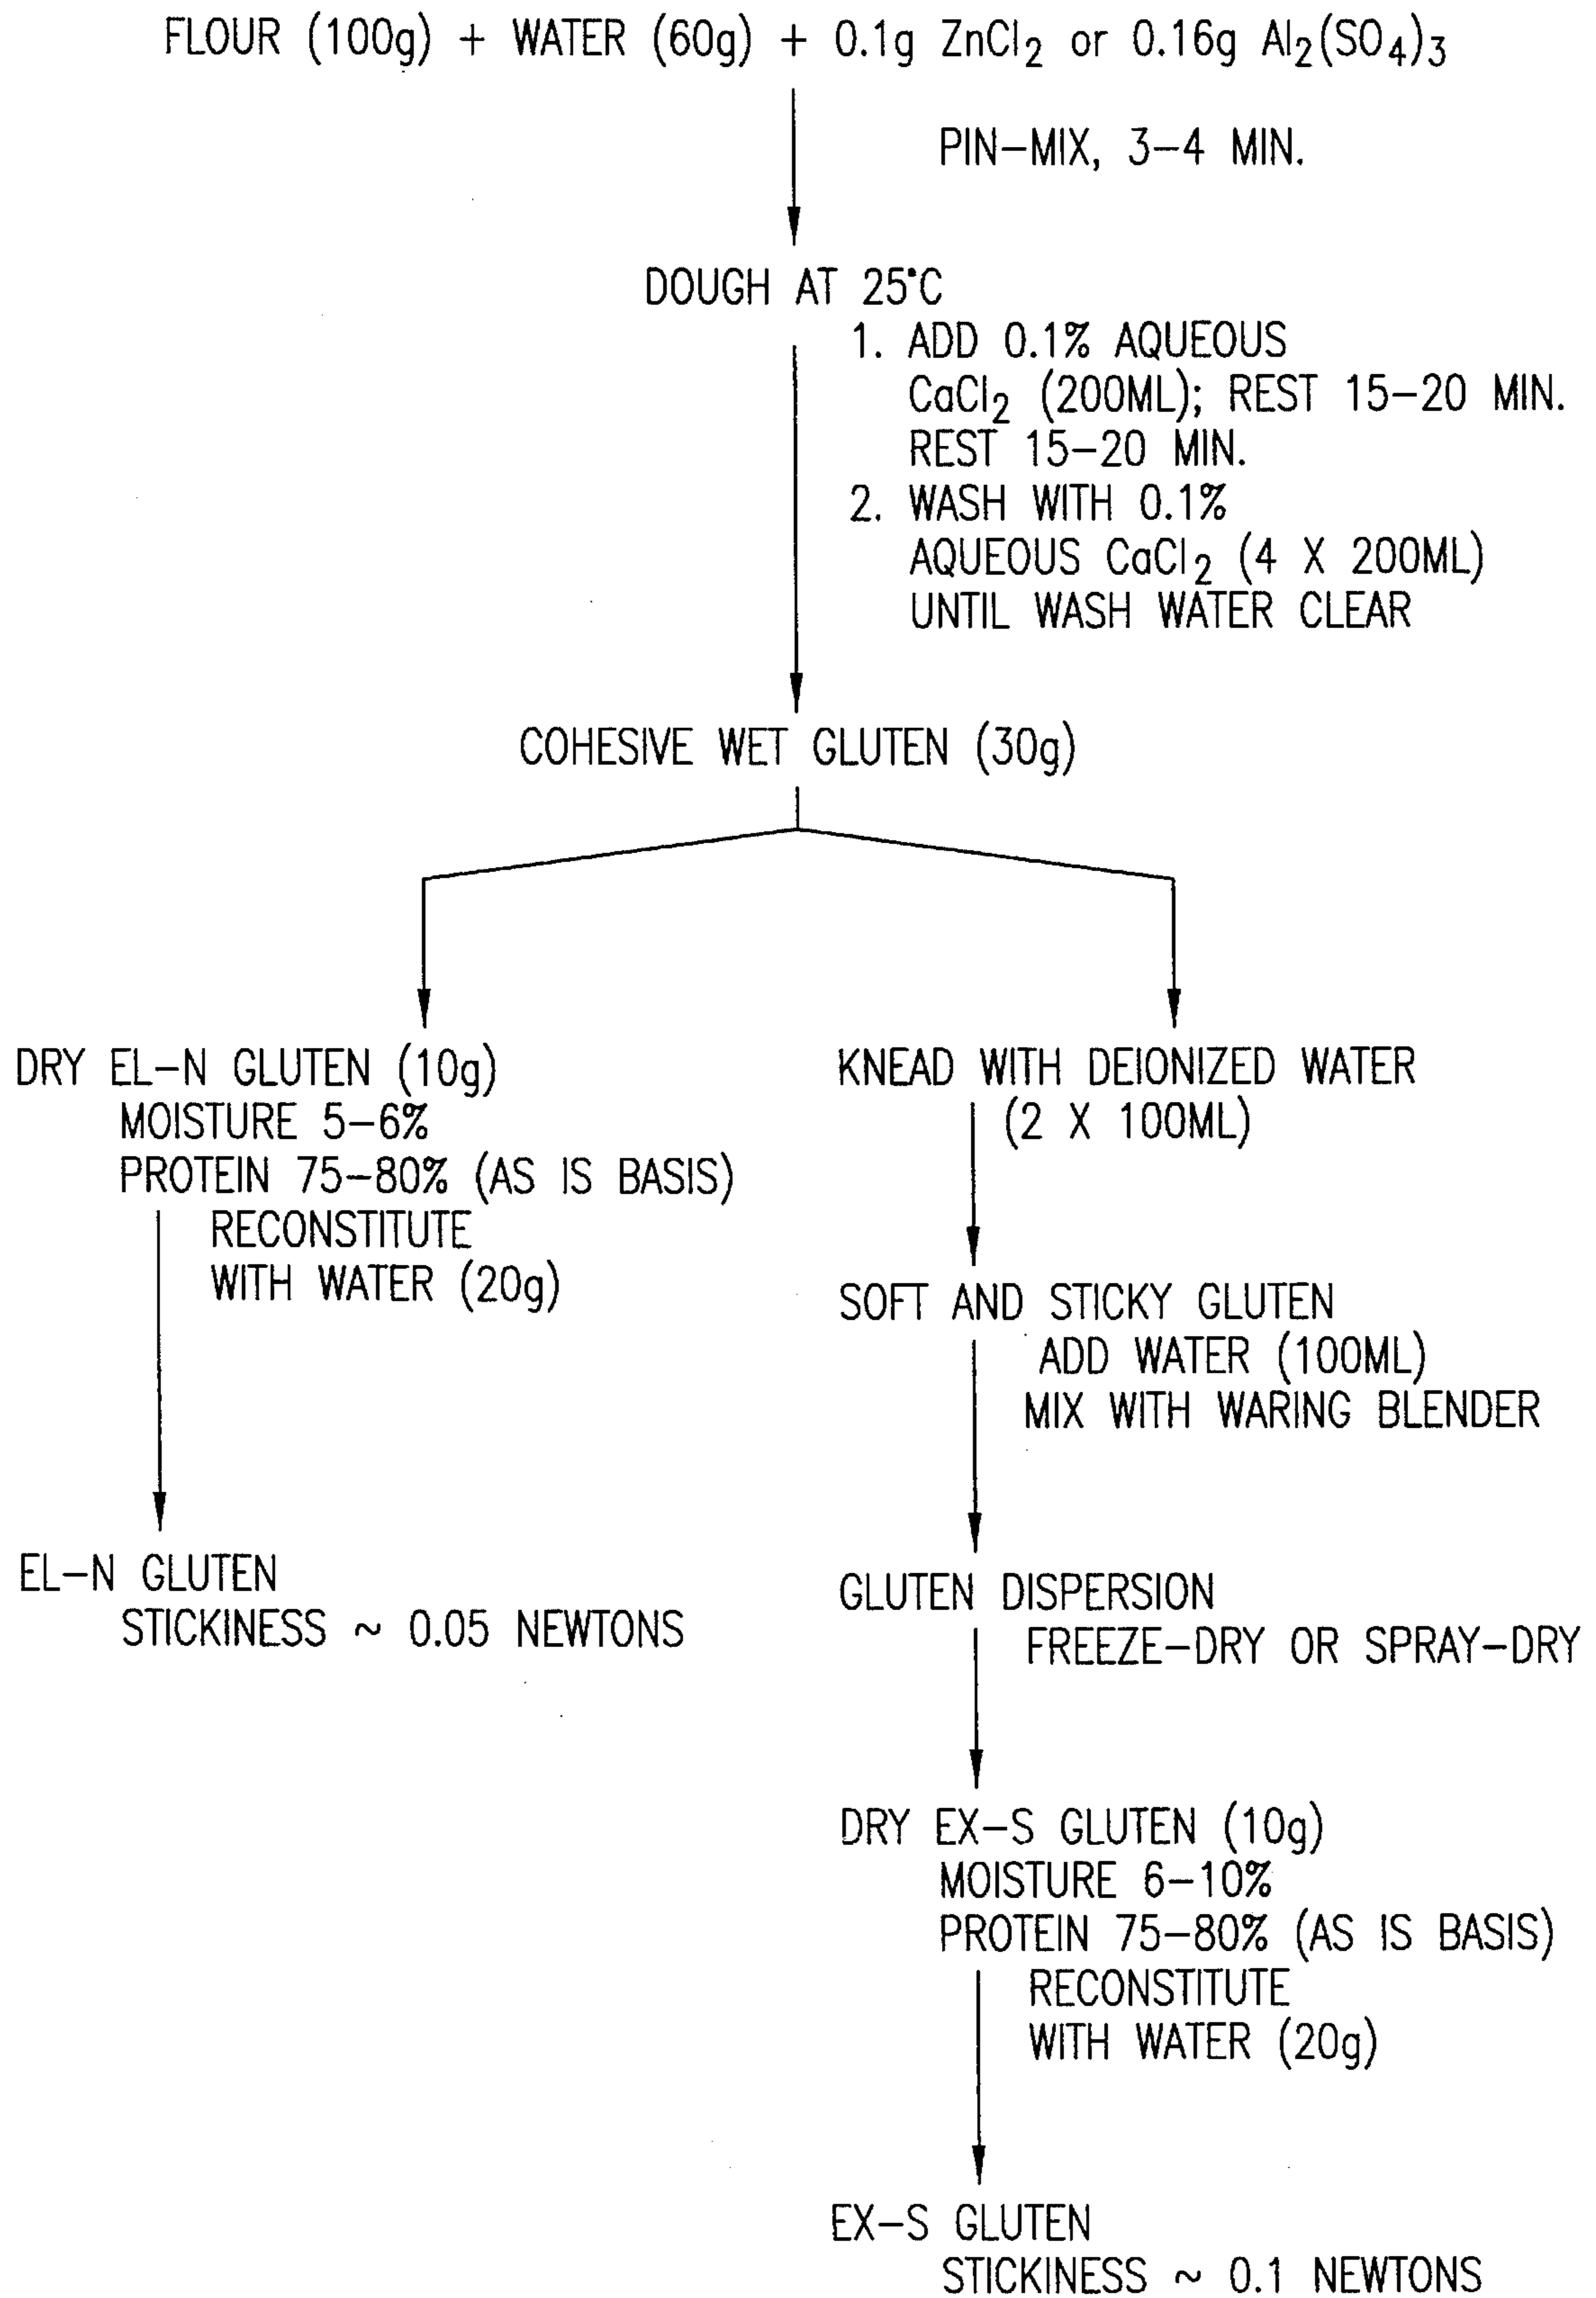 FLOUR (100g) + WATER (60g) + 0.1g ZnCl₂ or 0.16g Al₂(SO₄)₃
PIN-MIX, 3-4 MIN.
DOUGH AT 25°C
1. ADD 0.1% AQUEOUS
CaCl₂ (200ML); REST 15-20 MIN.
REST 15-20 MIN.
2. WASH WITH 0.1%
AQUEOUS CaCl₂ (4 X 200ML)
UNTIL WASH WATER CLEAR
COHESIVE WET GLUTEN (30g)
DRY EL-N GLUTEN (10g)
MOISTURE 5-6%
PROTEIN 75-80% (AS IS BASIS)
RECONSTITUTE
WITH WATER (20g)
EL-N GLUTEN
STICKINESS ~ 0.05 NEWTONS
KNEAD WITH DEIONIZED WATER
(2 X 100ML)
SOFT AND STICKY GLUTEN
ADD WATER (100ML)
MIX WITH WARING BLENDER
GLUTEN DISPERSION
FREEZE-DRY OR SPRAY-DRY
DRY EX-S GLUTEN (10g)
MOISTURE 6-10%
PROTEIN 75-80% (AS IS BASIS)
RECONSTITUTE
WITH WATER (20g)
EX-S GLUTEN
STICKINESS ~ 0.1 NEWTONS